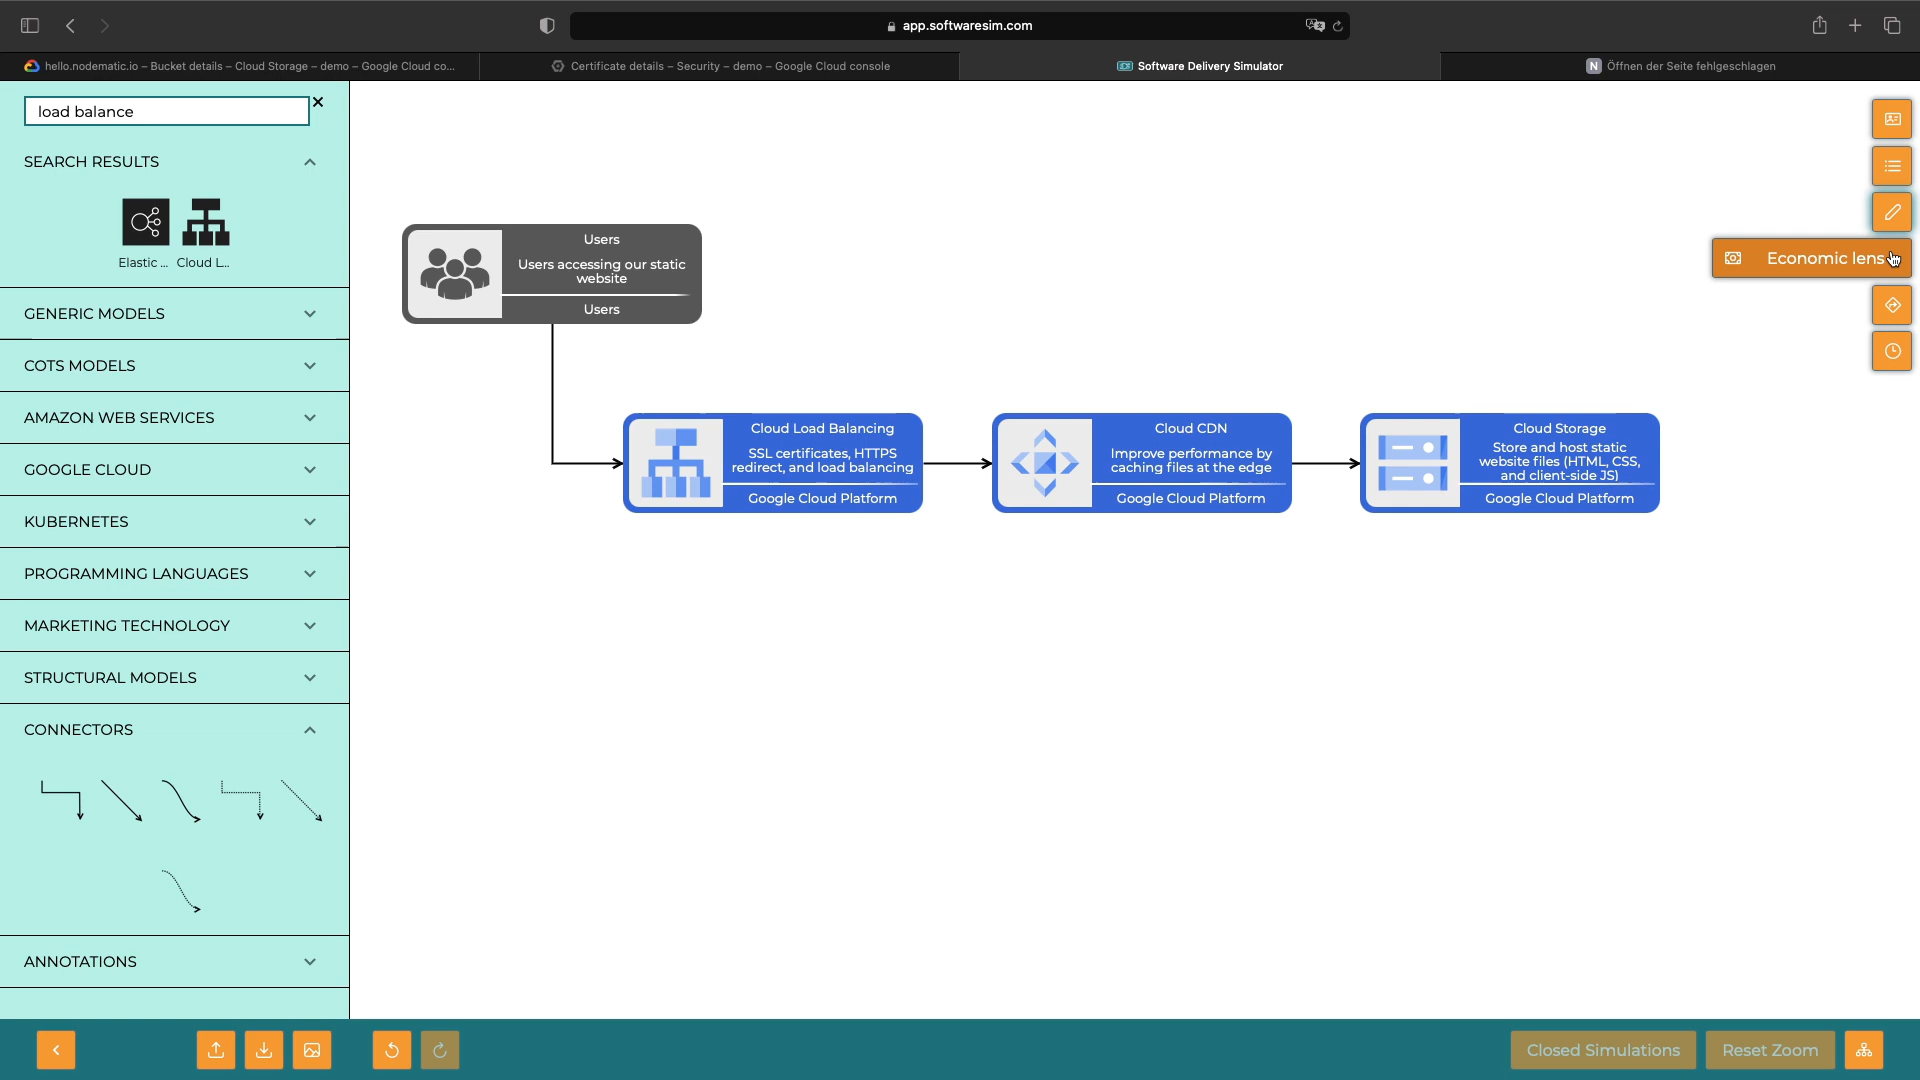 app.softwaresim.com
hello.nodematic.io – Bucket details – Cloud Storage – demo – Google Cloud co...
Certificate details – Security – demo – Google Cloud console
Software Delivery Simulator
N Öffnen der Seite fehlgeschlagen
load balance
SEARCH RESULTS
Elastic ... Cloud L...
GENERIC MODELS
COTS MODELS
AMAZON WEB SERVICES
GOOGLE CLOUD
KUBERNETES
PROGRAMMING LANGUAGES
MARKETING TECHNOLOGY
STRUCTURAL MODELS
CONNECTORS
ANNOTATIONS
Users
Users accessing our static
website
Users
Cloud Load Balancing
SSL certificates, HTTPS
redirect, and load balancing
Google Cloud Platform
Cloud CDN
Improve performance by
caching files at the edge
Google Cloud Platform
Cloud Storage
Store and host static
website files (HTML, CSS,
and client-side JS)
Google Cloud Platform
Economic lens
Closed Simulations
Reset Zoom